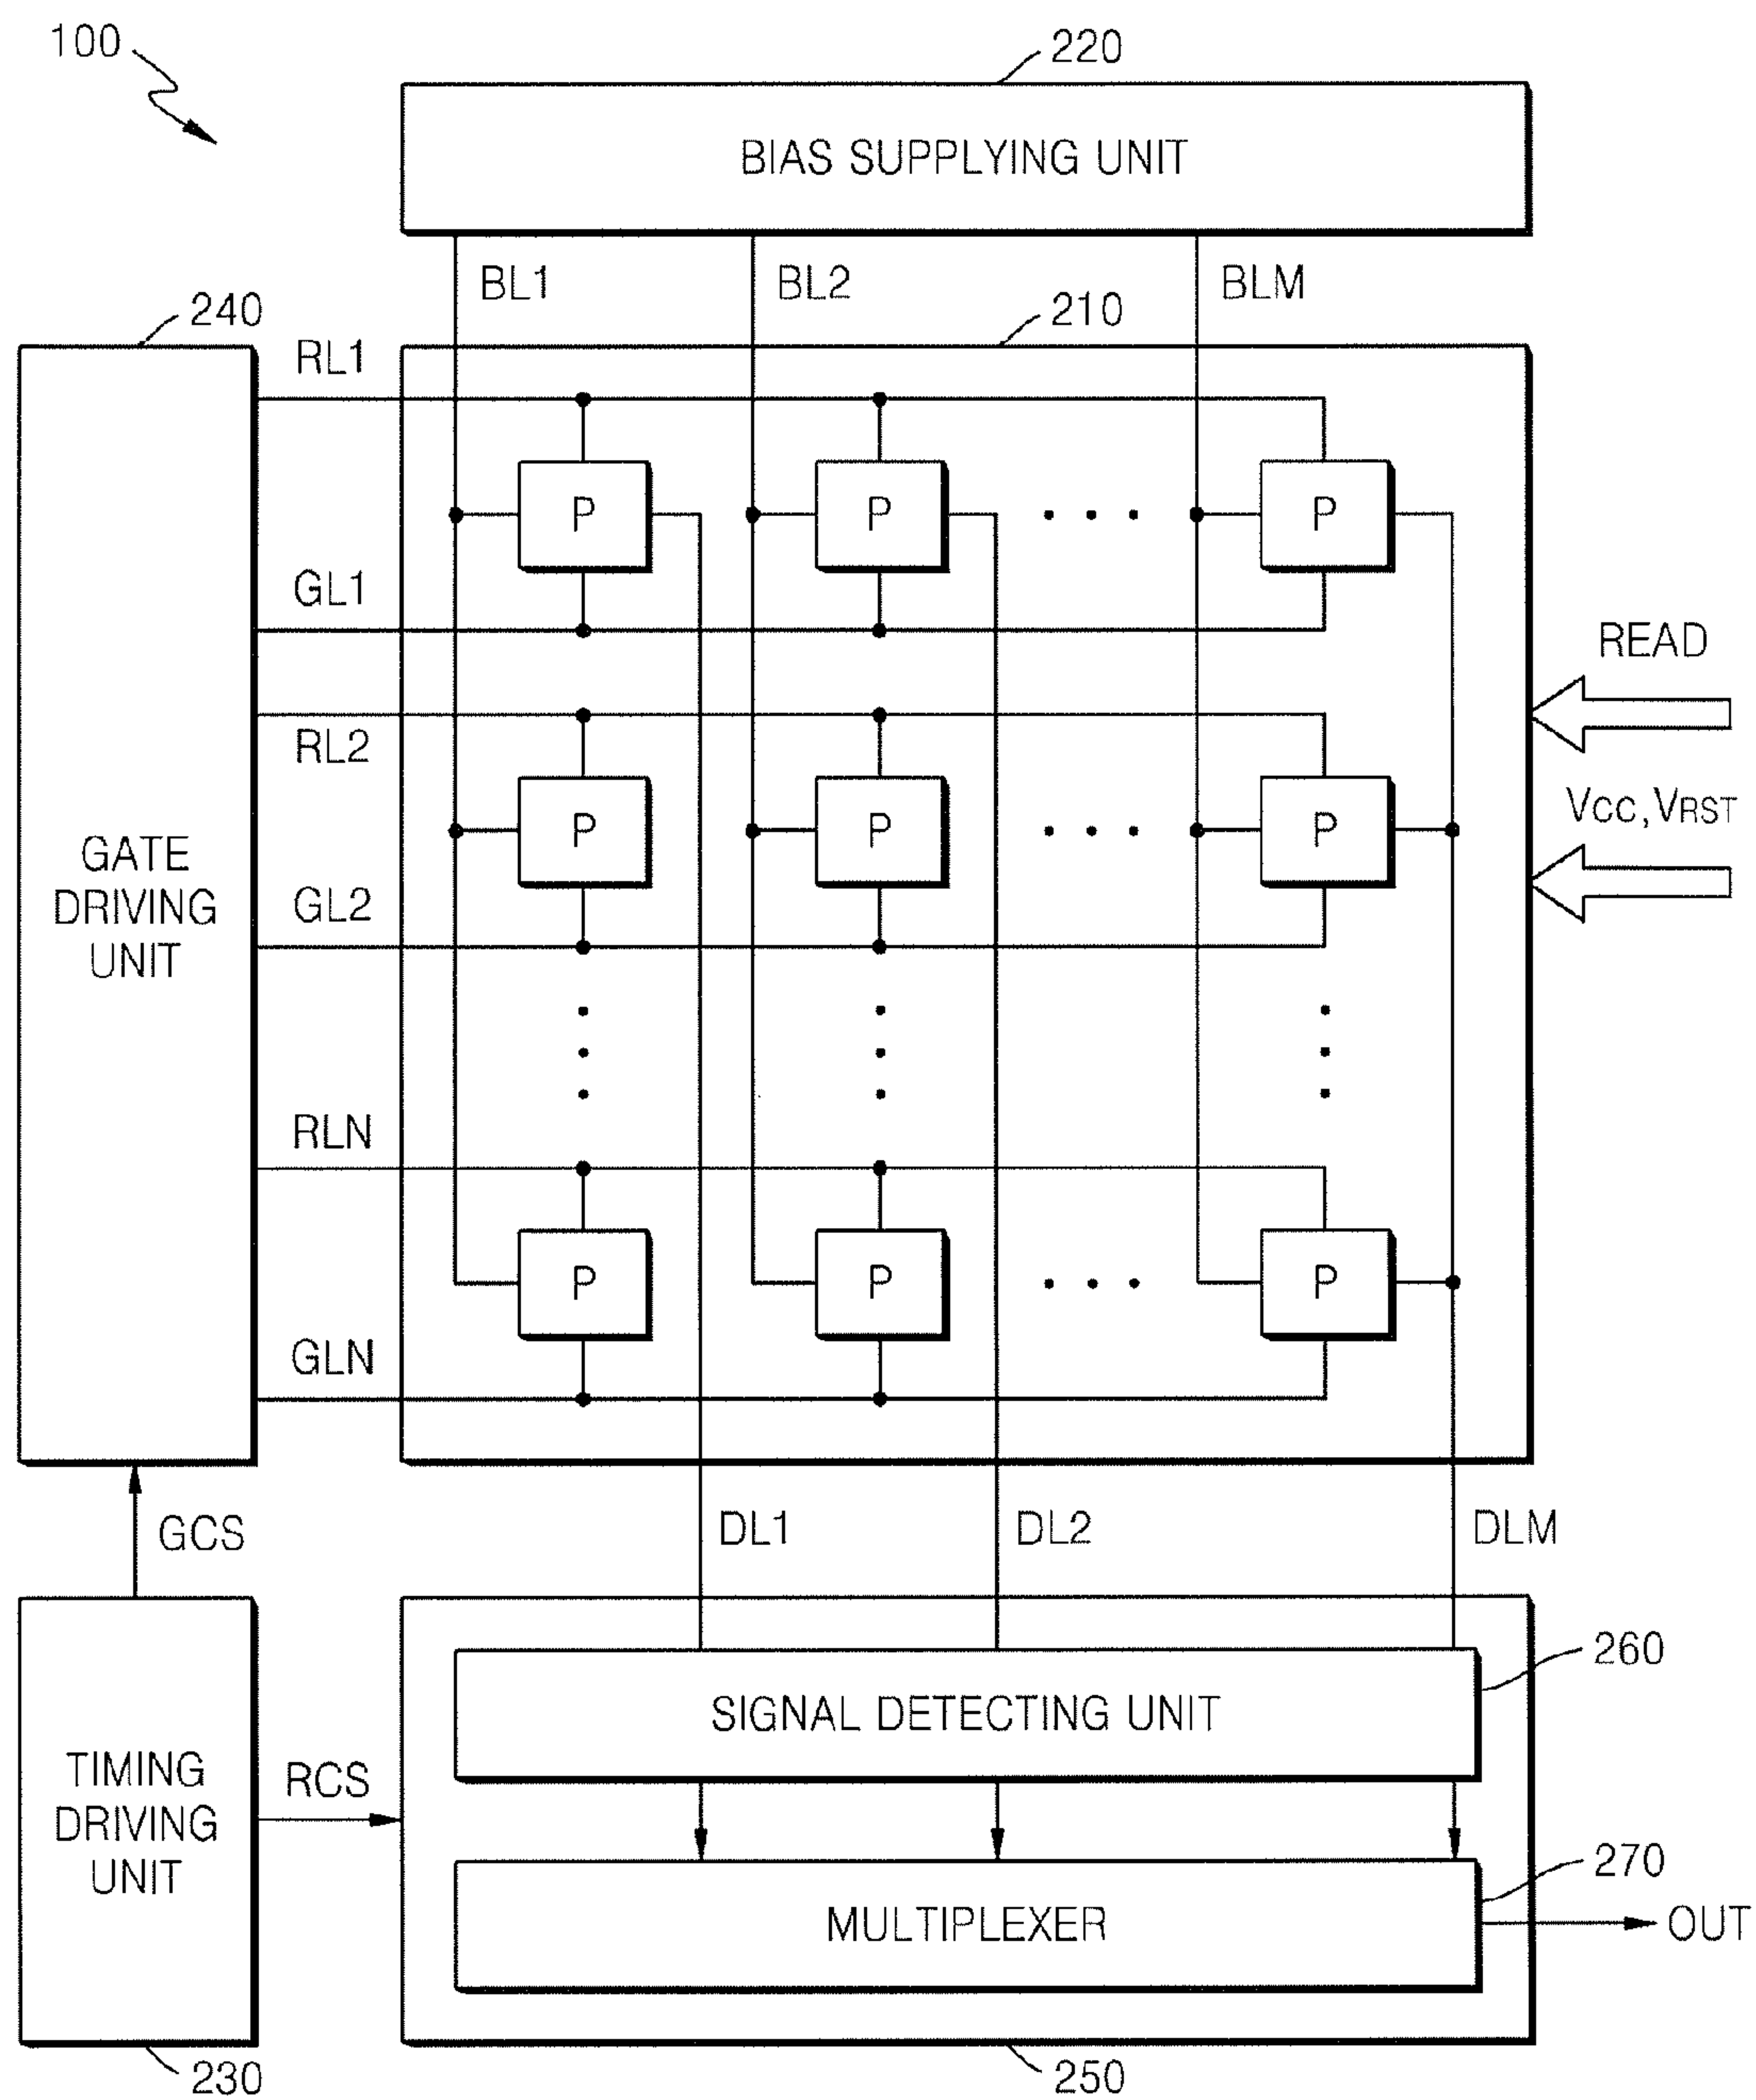 100
220
BIAS SUPPLYING UNIT
BL1 BL2 BLM
240 210
RL1
P P P
GL1
READ
RL2
VCC,VRST
P P P
GATE
DRIVING
UNIT
GL2
RLN
P P P
GLN
GCS DL1 DL2 DLM
260
SIGNAL DETECTING UNIT
TIMING
DRIVING
UNIT
RCS
270
MULTIPLEXER
OUT
230 250